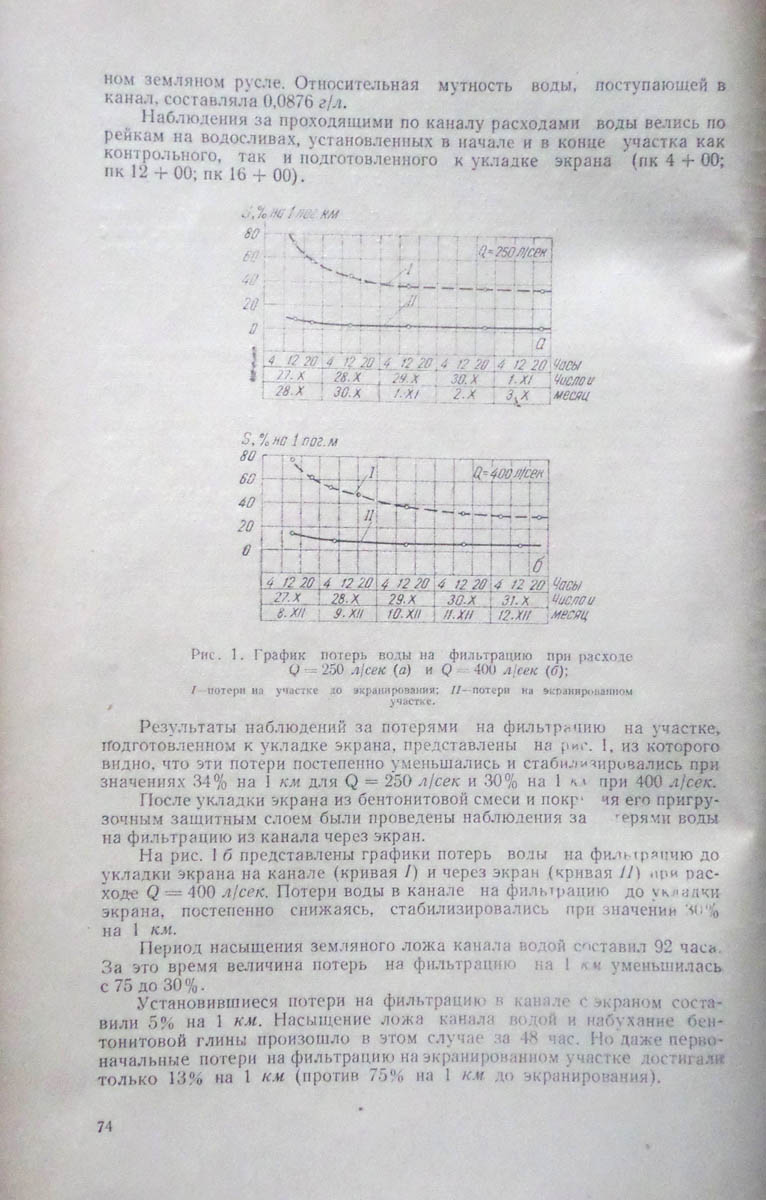 ном земляном русле. Относительная мутность воды, поступающей в
канал, составляла 0,0876 г/л.
Наблюдения за проходящими по каналу расходами воды велись по
рейкам на водосливах, установленных в начале и в конце участка как
контрольного, так и подготовленного к укладке экрана (пк 4 + 00;
пк 12 + 00; пк 16 + 00).
S, % на 1 пог. км
80
60
40
20
0
Q = 250 л/сек
I
II
а
4 12 20 4 12 20 4 12 20 4 12 20 4 12 20 Часы
27. X 28. X 29. X 30. X 1. XI Число и
28. X 30. X 1. XI 2. X 3. X месяц
S, % на 1 пог. м
80
60
40
20
0
Q = 400 л/сек
I
II
б
4 12 20 4 12 20 4 12 20 4 12 20 4 12 20 Часы
27. X 28. X 29. X 30. X 31. X Число и
8. XII 9. XII 10. XII 11. XII 12. XII месяц
Рис. 1. График потерь воды на фильтрацию при расходе
Q = 250 л/сек (а) и Q = 400 л/сек (б);
I—потери на участке до экранирования; II—потери на экранированном
участке.
Результаты наблюдений за потерями на фильтрацию на участке,
подготовленном к укладке экрана, представлены на рис. 1, из которого
видно, что эти потери постепенно уменьшались и стабилизировались при
значениях 34% на 1 км для Q = 250 л/сек и 30% на 1 км при 400 л/сек.
После укладки экрана из бентонитовой смеси и покр ия его пригру-
зочным защитным слоем были проведены наблюдения за терями воды
на фильтрацию из канала через экран.
На рис. 1 б представлены графики потерь воды на фильтрацию до
укладки экрана на канале (кривая I) и через экран (кривая II) при рас-
ходе Q = 400 л/сек. Потери воды в канале на фильтрацию до укладки
экрана, постепенно снижаясь, стабилизировались при значении 30%
на 1 км.
Период насыщения земляного ложа канала водой составил 92 часа.
За это время величина потерь на фильтрацию на 1 км уменьшилась
с 75 до 30%.
Установившиеся потери на фильтрацию в канале с экраном соста-
вили 5% на 1 км. Насыщение ложа канала водой и набухание бен-
тонитовой глины произошло в этом случае за 48 час. Но даже перво-
начальные потери на фильтрацию на экранированном участке достигали
только 13% на 1 км (против 75% на 1 км до экранирования).
74